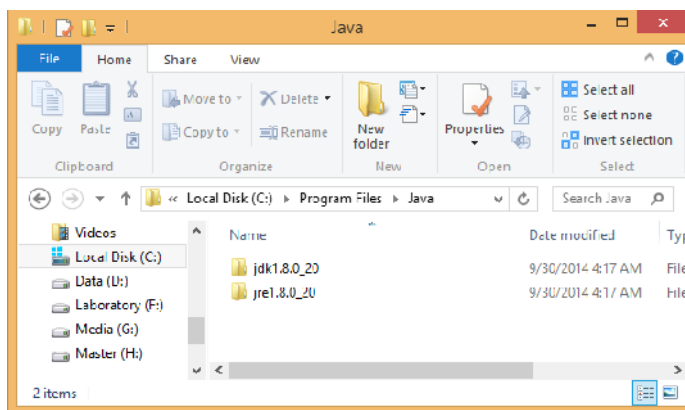 Java
File Home Share View
Copy Paste Move to Copy to Delete Rename New folder Properties Select all Select none Invert selection
Clipboard Organize New Open Select
« Local Disk (C:) Program Files Java Search Java
Name Date modified Typ
Videos
Local Disk (C:)
Data (D:)
Laboratory (F:)
Media (G:)
Master (H:)
jdk1.8.0_20 9/30/2014 4:17 AM File
jre1.8.0_20 9/30/2014 4:17 AM File
2 items